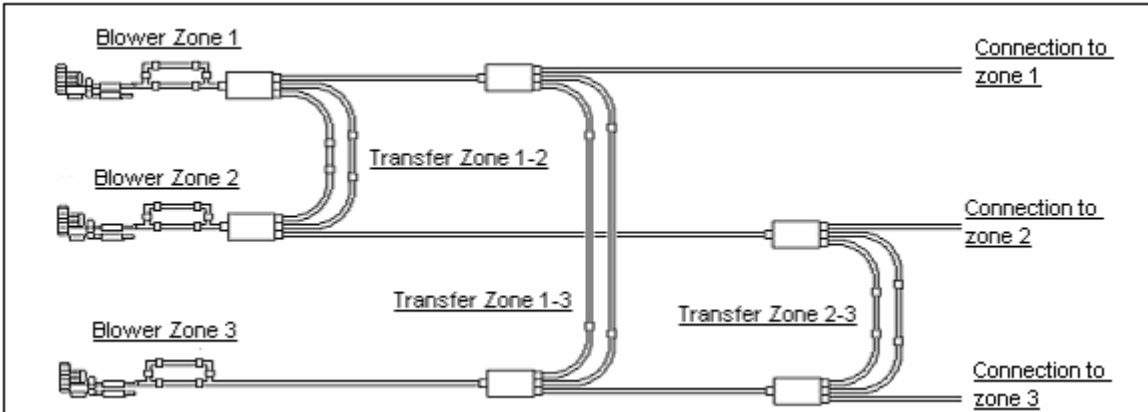 Blower Zone 1
Connection to
zone 1
Transfer Zone 1-2
Blower Zone 2
Connection to
zone 2
Transfer Zone 1-3
Transfer Zone 2-3
Blower Zone 3
Connection to
zone 3